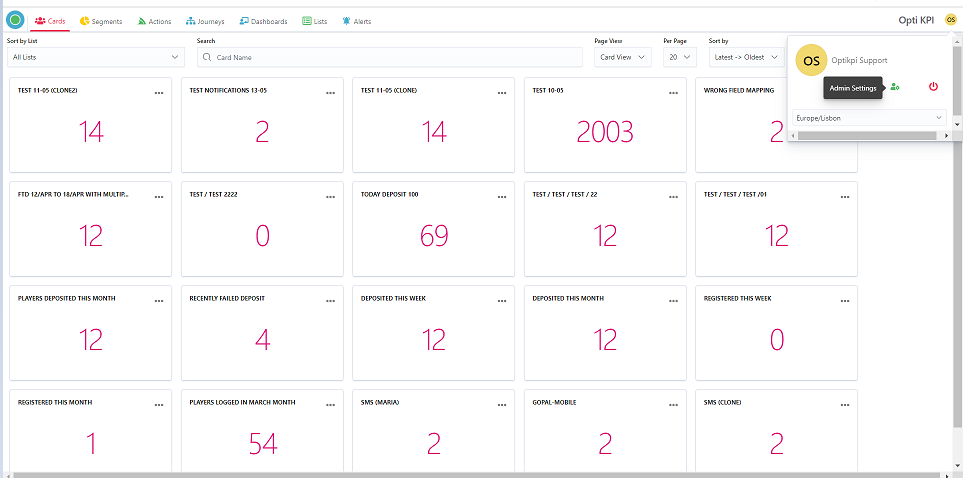 Cards Segments Actions Journeys Dashboards Lists Alerts Opti KPI OS
Sort by List Search Page View Per Page Sort by
All Lists Card Name Card View 20 Latest -> Oldest
OS Optikpi Support
Admin Settings
Europe/Lisbon
TEST 11-05 (CLONE2) TEST NOTIFICATIONS 13-05 TEST 11-05 (CLONE) TEST 10-05 WRONG FIELD MAPPING
14 2 14 2003 2
FTD 12/APR TO 18/APR WITH MULTIP... TEST / TEST 2222 TODAY DEPOSIT 100 TEST / TEST / TEST / 22 TEST / TEST / TEST /01
12 0 69 12 12
PLAYERS DEPOSITED THIS MONTH RECENTLY FAILED DEPOSIT DEPOSITED THIS WEEK DEPOSITED THIS MONTH REGISTERED THIS WEEK
12 4 12 12 0
REGISTERED THIS MONTH PLAYERS LOGGED IN MARCH MONTH SMS (MARIA) GOPAL-MOBILE SMS (CLONE)
1 54 2 2 2